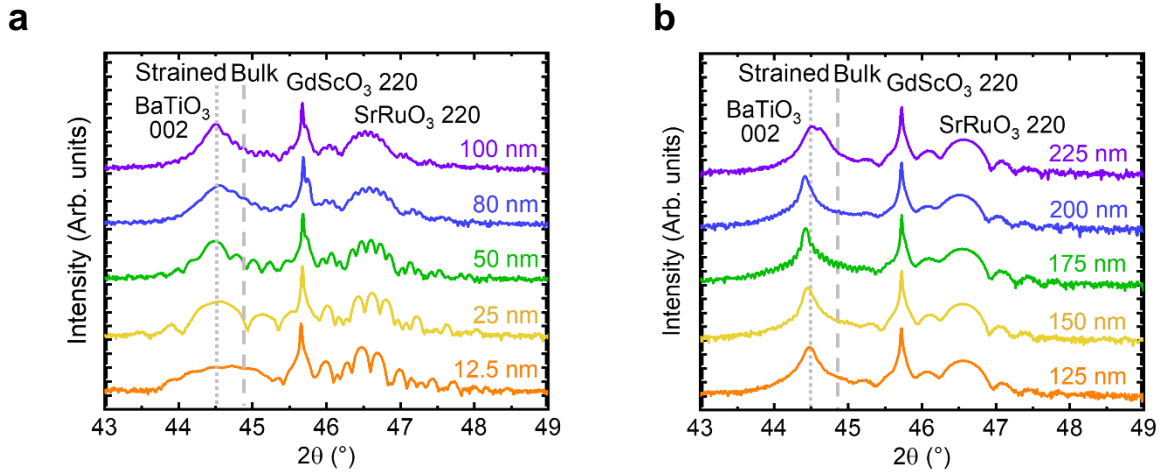 a
Strained Bulk
GdScO₃ 220
BaTiO₃
002
SrRuO₃ 220
100 nm
80 nm
50 nm
25 nm
12.5 nm
Intensity (Arb. units)
43 44 45 46 47 48 49
2θ (°)
b
Strained Bulk
GdScO₃ 220
BaTiO₃
002
SrRuO₃ 220
225 nm
200 nm
175 nm
150 nm
125 nm
Intensity (Arb. units)
43 44 45 46 47 48 49
2θ (°)